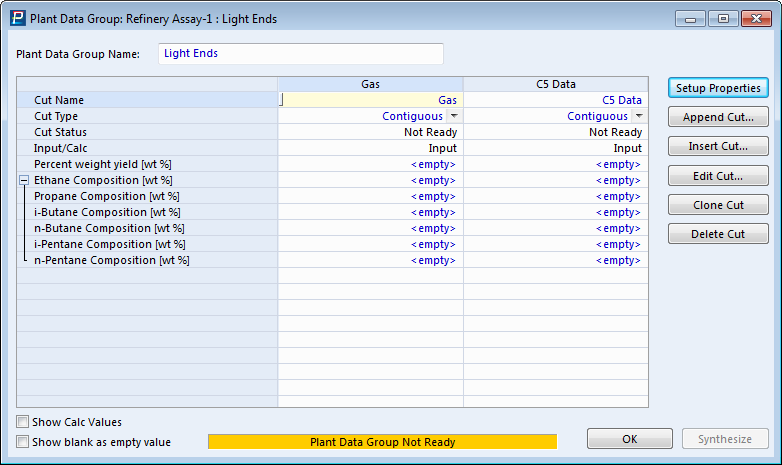 Plant Data Group: Refinery Assay-1 : Light Ends
Plant Data Group Name: Light Ends
Gas C5 Data
Cut Name Gas C5 Data
Cut Type Contiguous Contiguous
Cut Status Not Ready Not Ready
Input/Calc Input Input
Percent weight yield [wt %] <empty> <empty>
Ethane Composition [wt %] <empty> <empty>
Propane Composition [wt %] <empty> <empty>
i-Butane Composition [wt %] <empty> <empty>
n-Butane Composition [wt %] <empty> <empty>
i-Pentane Composition [wt %] <empty> <empty>
n-Pentane Composition [wt %] <empty> <empty>
Setup Properties
Append Cut...
Insert Cut...
Edit Cut...
Clone Cut
Delete Cut
Show Calc Values
Show blank as empty value
Plant Data Group Not Ready
OK
Synthesize